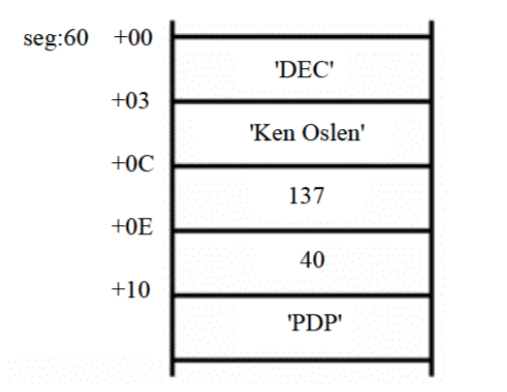 seg:60 +00
'DEC'
+03
'Ken Oslen'
+0C
137
+0E
40
+10
'PDP'